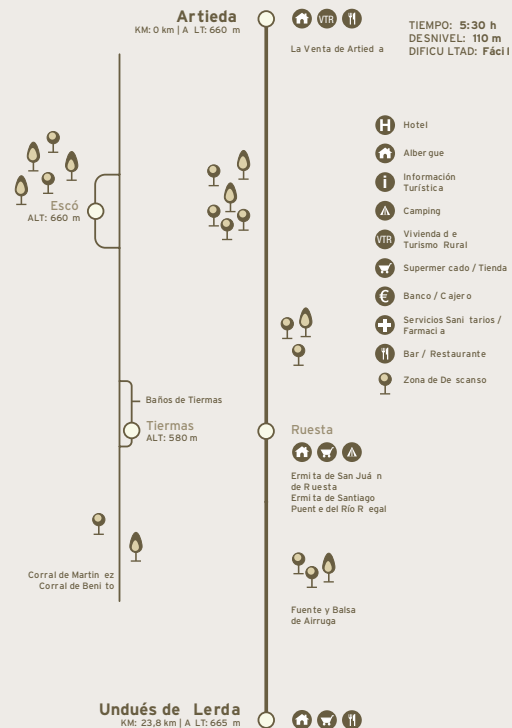 Artieda
KM: 0 km | A LT: 660 m
VTR
La Venta de Artied a
TIEMPO: 5:30 h
DESNIVEL: 110 m
DIFICU LTAD: Fácil
H Hotel
Alber gue
i Información
Turística
Camping
VTR Vivienda d e
Turismo Rural
Supermer cado / Tienda
€ Banco / C ajero
Servicios Sani tarios /
Farmaci a
Bar / Restaurante
Zona de De scanso
Escó
ALT: 660 m
Baños de Tiermas
Tiermas
ALT: 580 m
Ruesta
Ermi ta de San Juá n
de R uesta
Ermi ta de Santiago
Puent e del Río R egal
Corral de Martín ez
Corral de Beni to
Fuente y Balsa
de Airruga
Undués de Lerda
KM: 23,8 km | A LT: 665 m